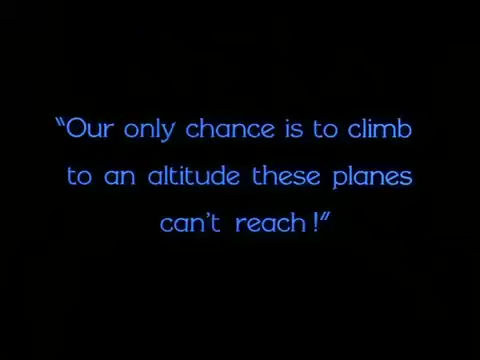 “Our only chance is to climb
to an altitude these planes
can't reach!”